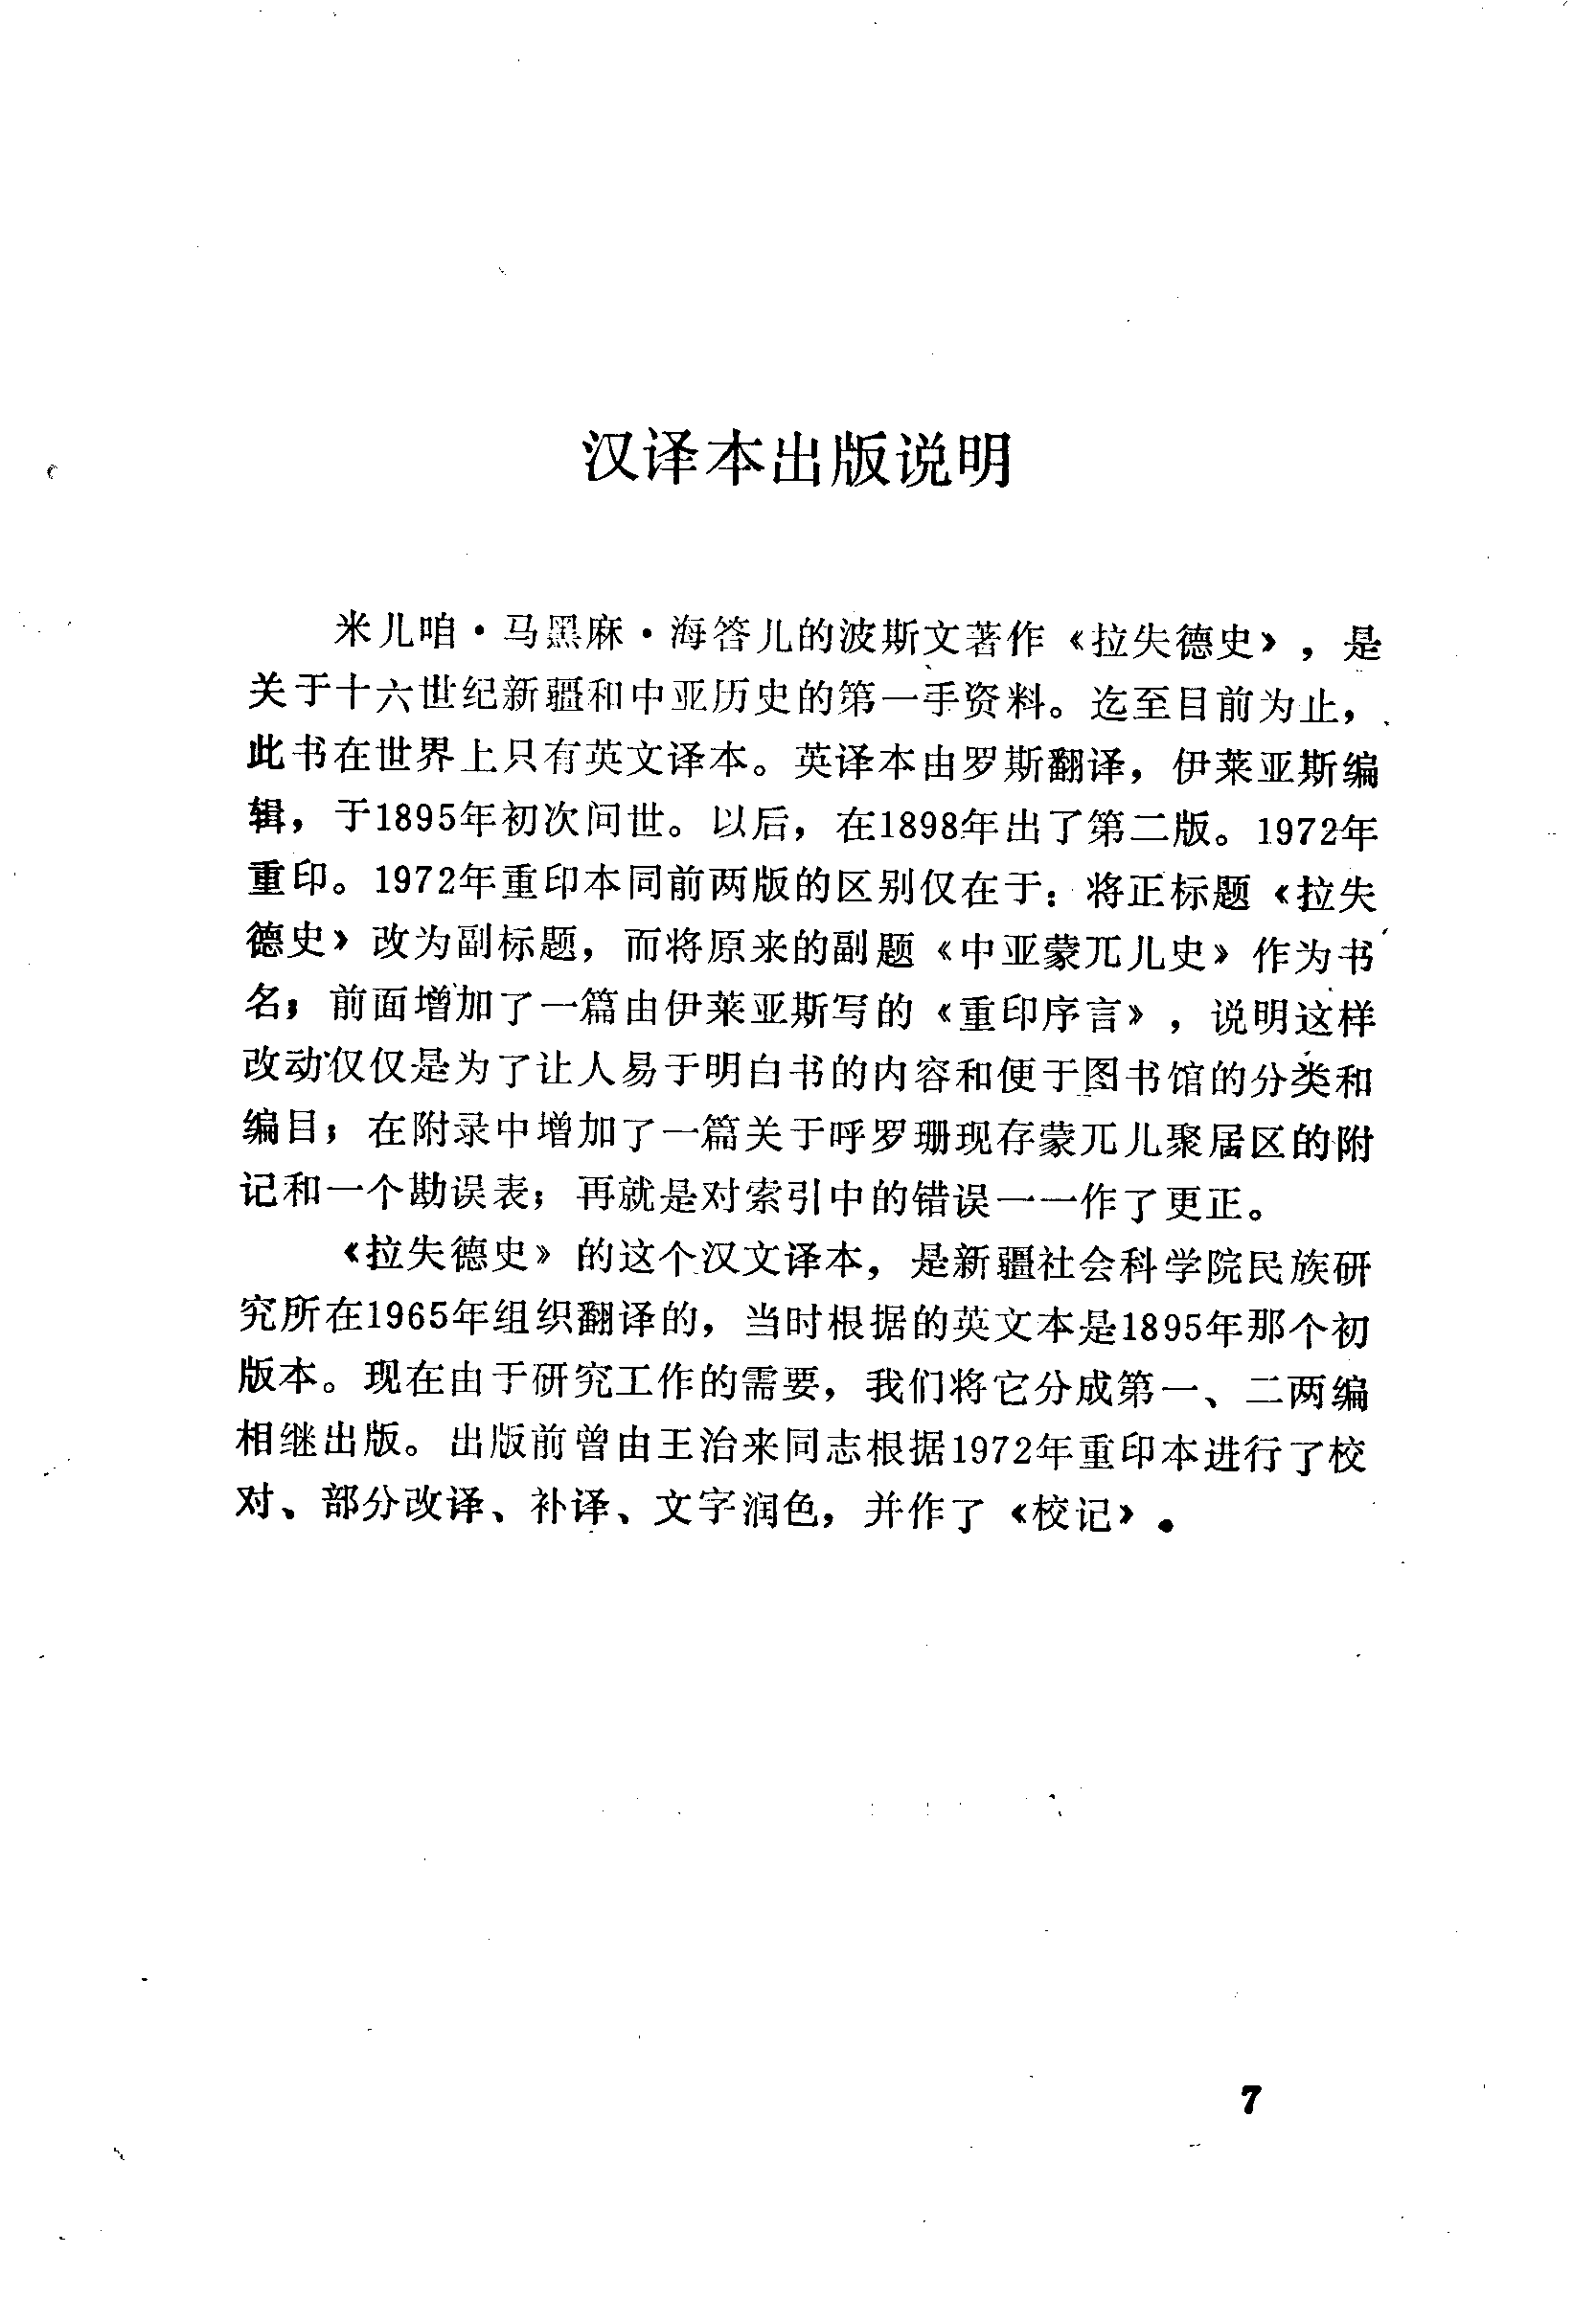 汉译本出版说明
米儿咱·马黑麻·海答儿的波斯文著作《拉失德史》，是
关于十六世纪新疆和中亚历史的第一手资料。迄至目前为止，
此书在世界上只有英文译本。英译本由罗斯翻译，伊莱亚斯编
辑，于1895年初次问世。以后，在1898年出了第二版。1972年
重印。1972年重印本同前两版的区别仅在于：将正标题《拉失
德史》改为副标题，而将原来的副题《中亚蒙兀儿史》作为书
名；前面增加了一篇由伊莱亚斯写的《重印序言》，说明这样
改动仅仅是为了让人易于明白书的内容和便于图书馆的分类和
编目；在附录中增加了一篇关于呼罗珊现存蒙兀儿聚居区的附
记和一个勘误表；再就是对索引中的错误一一作了更正。
《拉失德史》的这个汉文译本，是新疆社会科学院民族研
究所在1965年组织翻译的，当时根据的英文本是1895年那个初
版本。现在由于研究工作的需要，我们将它分成第一、二两编
相继出版。出版前曾由王治来同志根据1972年重印本进行了校
对、部分改译、补译、文字润色，并作了《校记》。
7